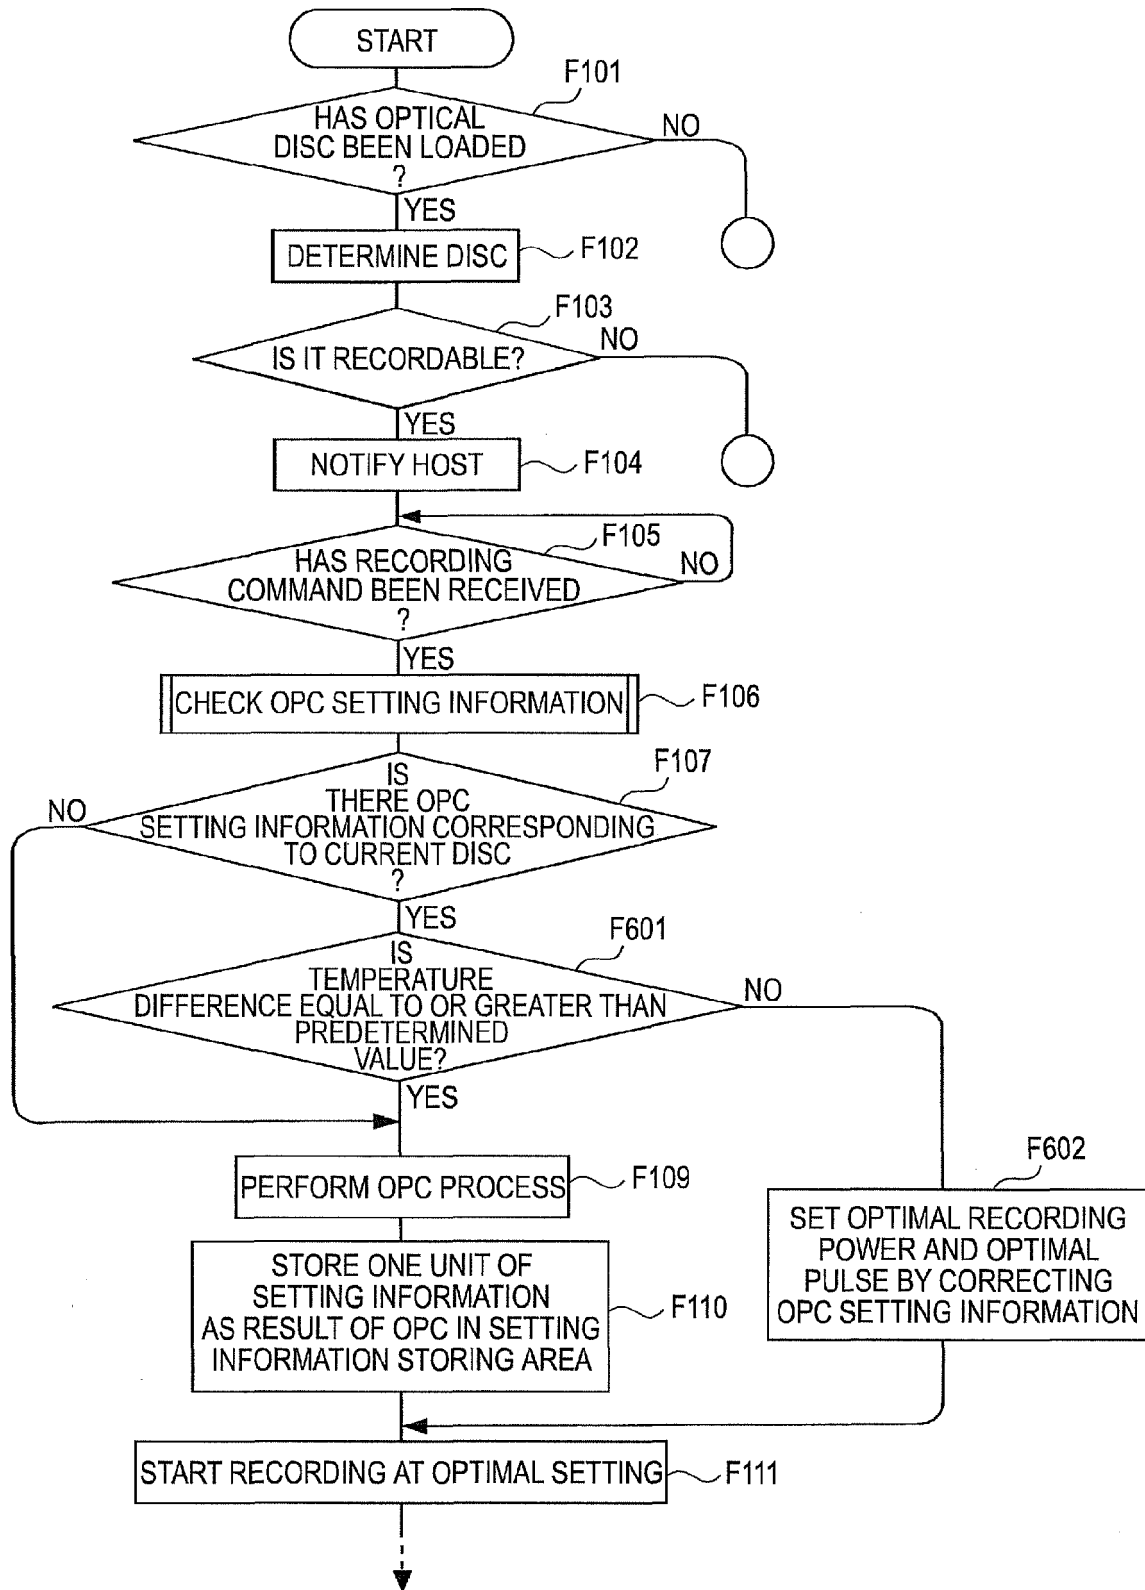 START
F101
HAS OPTICAL
DISC BEEN LOADED
?
NO
YES
DETERMINE DISC
F102
F103
IS IT RECORDABLE?
NO
YES
NOTIFY HOST
F104
F105
HAS RECORDING
COMMAND BEEN RECEIVED
?
NO
YES
CHECK OPC SETTING INFORMATION
F106
F107
IS
THERE OPC
SETTING INFORMATION CORRESPONDING
TO CURRENT DISC
?
NO
YES
F601
IS
TEMPERATURE
DIFFERENCE EQUAL TO OR GREATER THAN
PREDETERMINED
VALUE?
NO
YES
PERFORM OPC PROCESS
F109
F602
SET OPTIMAL RECORDING
POWER AND OPTIMAL
PULSE BY CORRECTING
OPC SETTING INFORMATION
STORE ONE UNIT OF
SETTING INFORMATION
AS RESULT OF OPC IN SETTING
INFORMATION STORING AREA
F110
START RECORDING AT OPTIMAL SETTING
F111